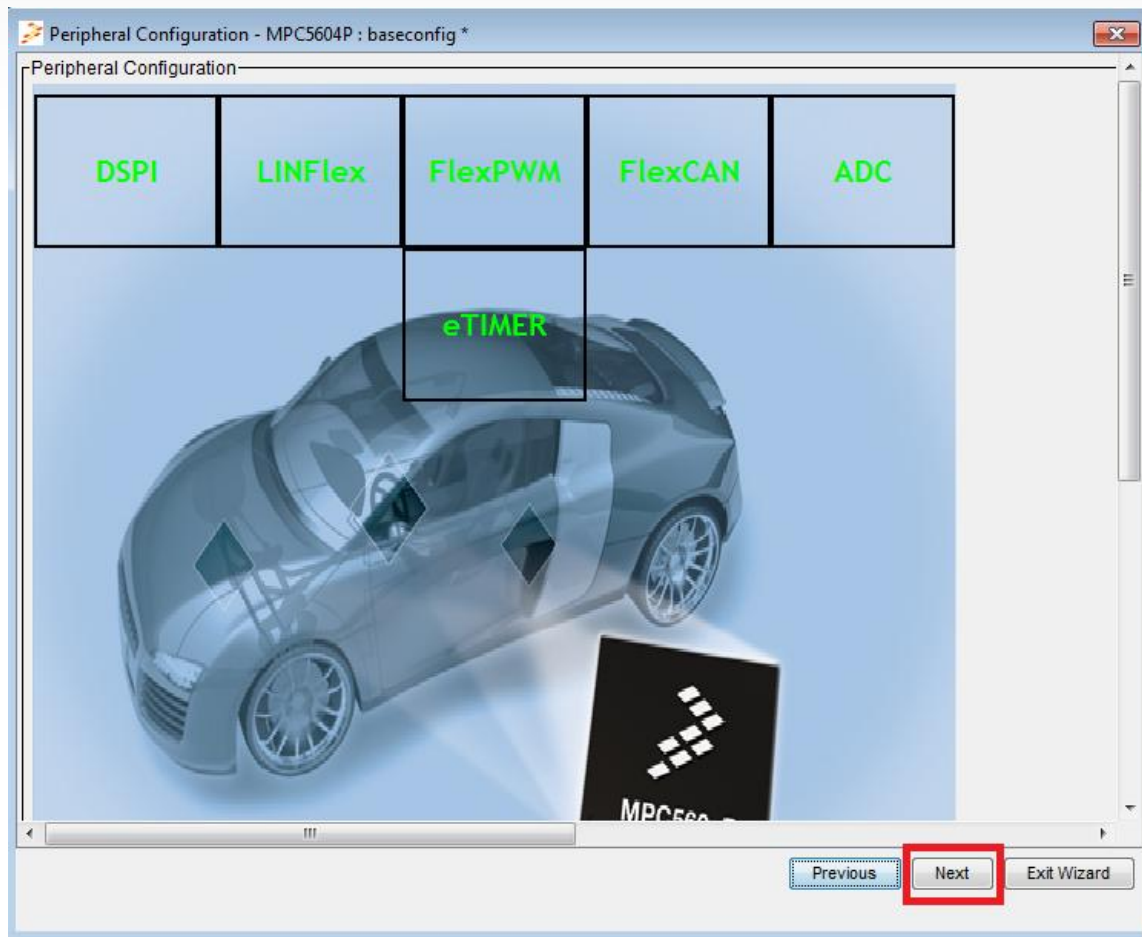 Peripheral Configuration - MPC5604P : baseconfig *
Peripheral Configuration
DSPI LINFlex FlexPWM FlexCAN ADC
eTIMER
Previous Next Exit Wizard